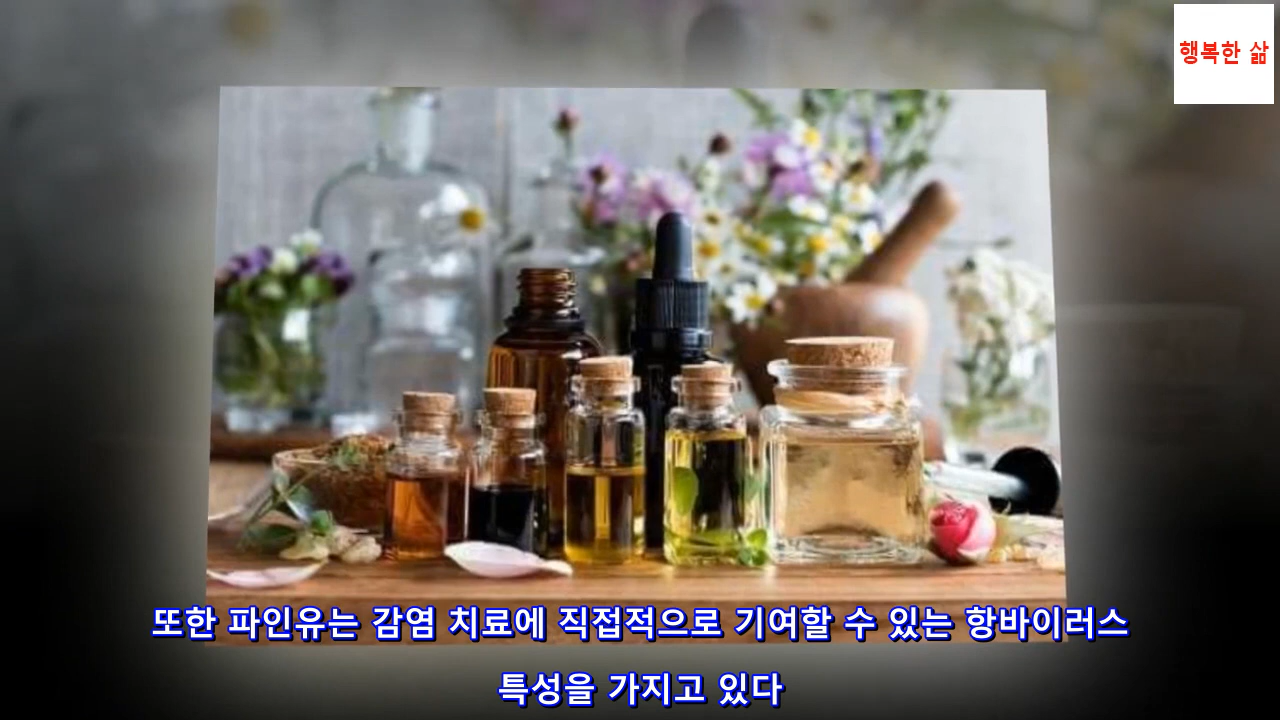 행복한 삶
또한 파인유는 감염 치료에 직접적으로 기여할 수 있는 항바이러스
특성을 가지고 있다